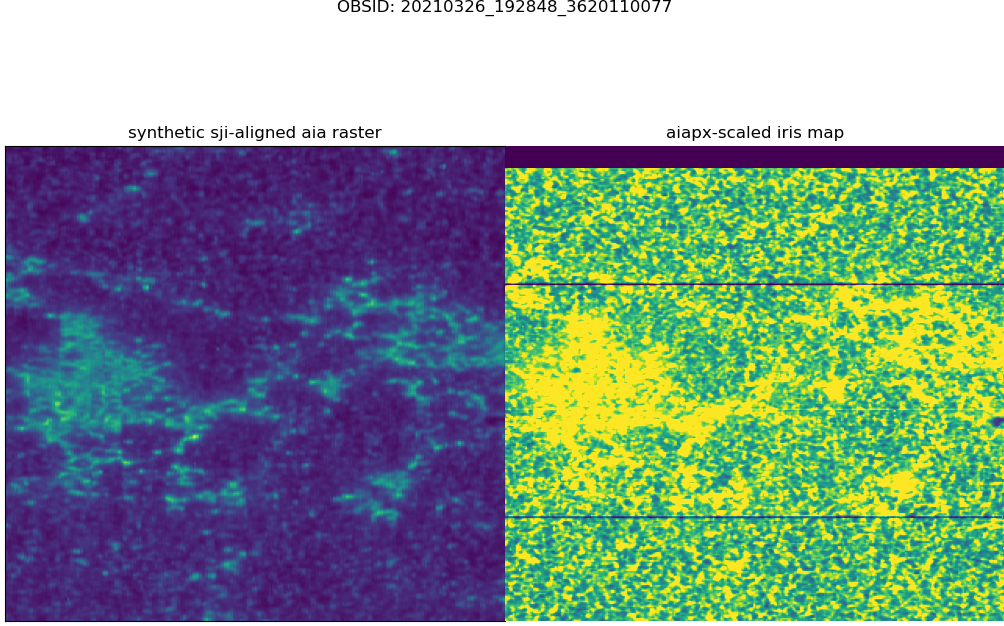 OBSID: 20210326_192848_3620110077
synthetic sji-aligned aia raster
aiapx-scaled iris map